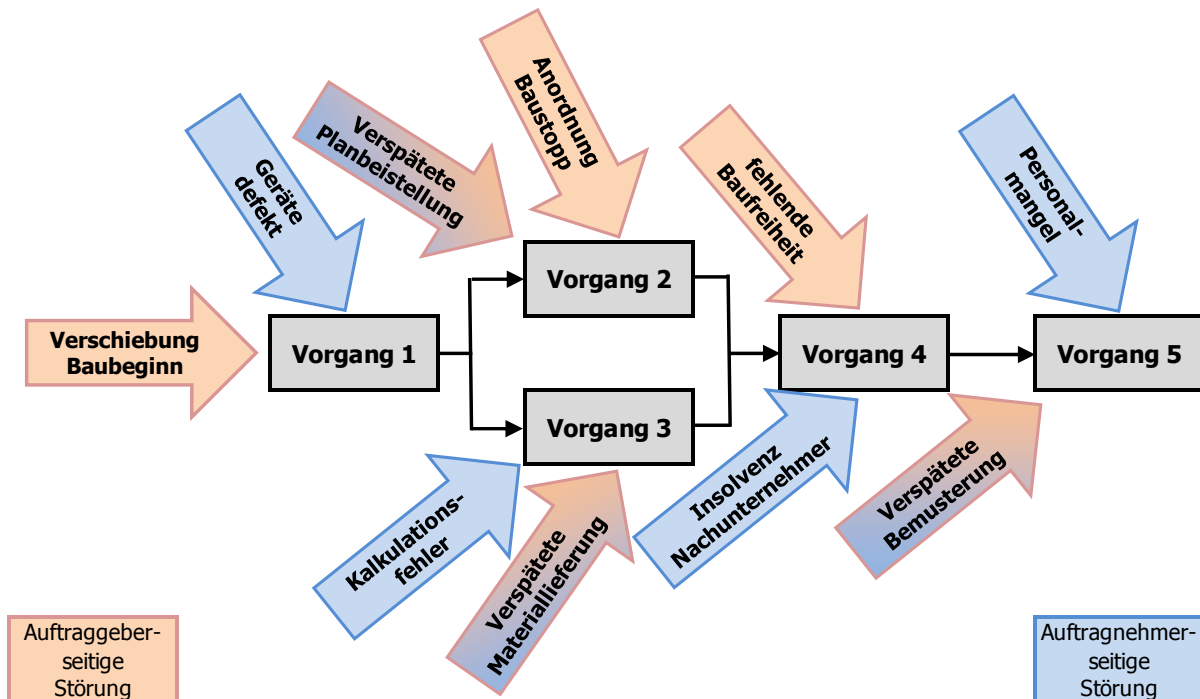 Anordnung
Baustopp
Verspätete
Planbeistellung
Geräte
defekt
fehlende
Baufreiheit
Personal-
mangel
Verschiebung
Baubeginn
Vorgang 1
Vorgang 2
Vorgang 3
Vorgang 4
Vorgang 5
Kalkulations-
fehler
Verspätete
Materiallieferung
Insolvenz
Nachunternehmer
Verspätete
Bemusterung
Auftraggeber-
seitige
Störung
Auftragnehmer-
seitige
Störung